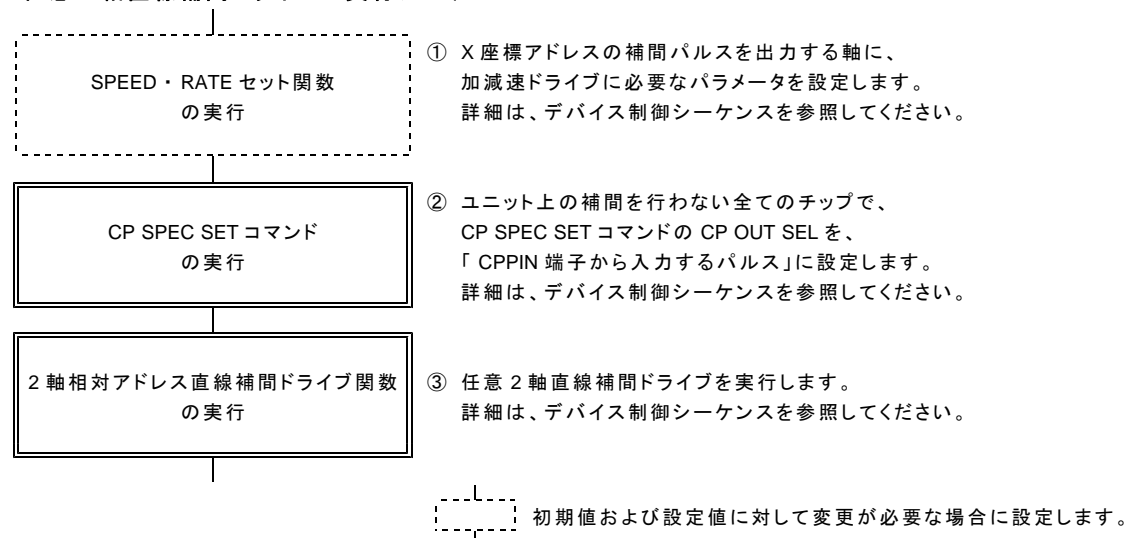 SPEED・RATE セット関数
の実行
① X 座標アドレスの補間パルスを出力する軸に、
加減速ドライブに必要なパラメータを設定します。
詳細は、デバイス制御シーケンスを参照してください。
CP SPEC SET コマンド
の実行
② ユニット上の補間を行わない全てのチップで、
CP SPEC SET コマンドの CP OUT SEL を、
「 CPPIN 端子から入力するパルス」に設定します。
詳細は、デバイス制御シーケンスを参照してください。
2 軸相対アドレス直線補間ドライブ関数
の実行
③ 任意 2 軸直線補間ドライブを実行します。
詳細は、デバイス制御シーケンスを参照してください。
初期値および設定値に対して変更が必要な場合に設定します。